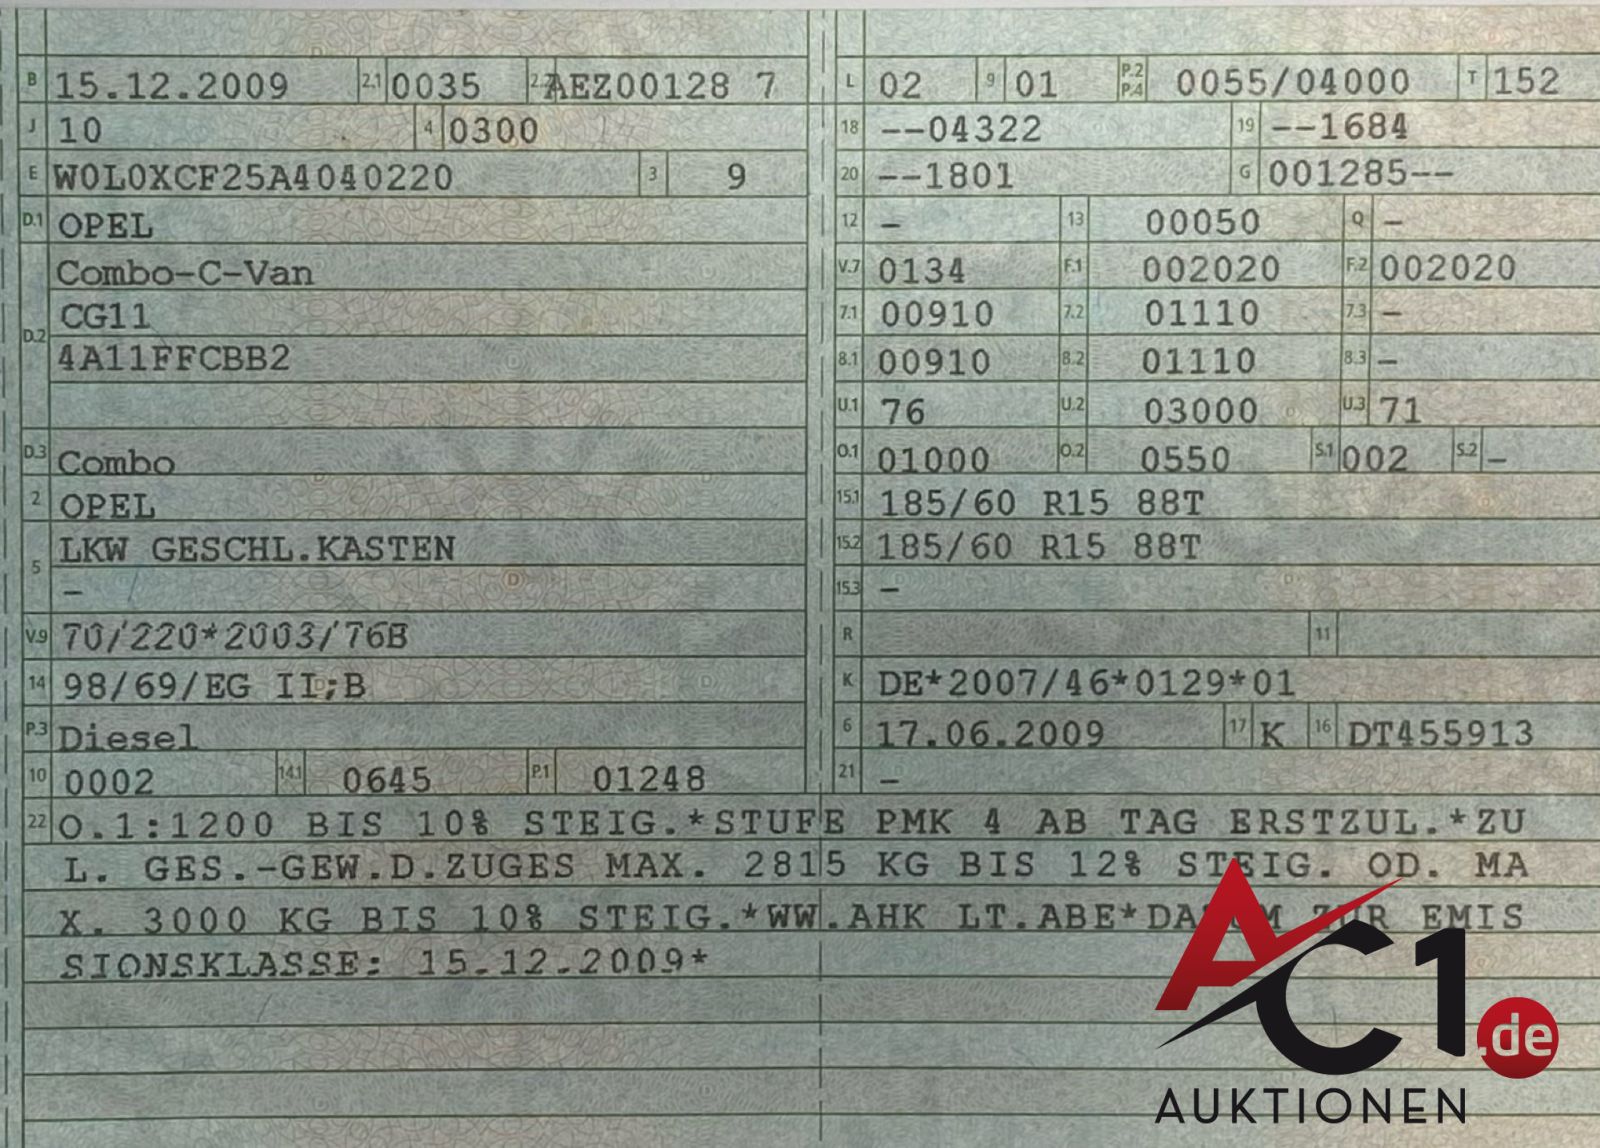 B 15.12.2009 2.1 0035 2.2 AEZ00128 7
J 10 4 0300
E W0L0XCF25A4040220 3 9
D.1 OPEL
D.2 Combo-C-Van
CG11
4A11FFCBB2
D.3 Combo
2 OPEL
5 LKW GESCHL.KASTEN
-
V.9 70/220*2003/76B
14 98/69/EG II;B
P.3 Diesel
10 0002 14.1 0645 P.1 01248
L 02 9 01 P.2 P.4 0055/04000 T 152
18 --04322 19 --1684
20 --1801 G 001285--
12 - 13 00050 Q -
V.7 0134 F.1 002020 F.2 002020
7.1 00910 7.2 01110 7.3 -
8.1 00910 8.2 01110 8.3 -
U.1 76 U.2 03000 U.3 71
O.1 01000 O.2 0550 S.1 002 S.2 -
15.1 185/60 R15 88T
15.2 185/60 R15 88T
15.3 -
R 11
K DE*2007/46*0129*01
6 17.06.2009 17 K 16 DT455913
21 -
22 O.1:1200 BIS 10% STEIG.*STUFE PMK 4 AB TAG ERSTZUL.*ZU
L. GES.-GEW.D.ZUGES MAX. 2815 KG BIS 12% STEIG. OD. MA
X. 3000 KG BIS 10% STEIG.*WW.AHK LT.ABE*DATUM ZUR EMIS
SIONSKLASSE: 15.12.2009*
AC1.de
AUKTIONEN